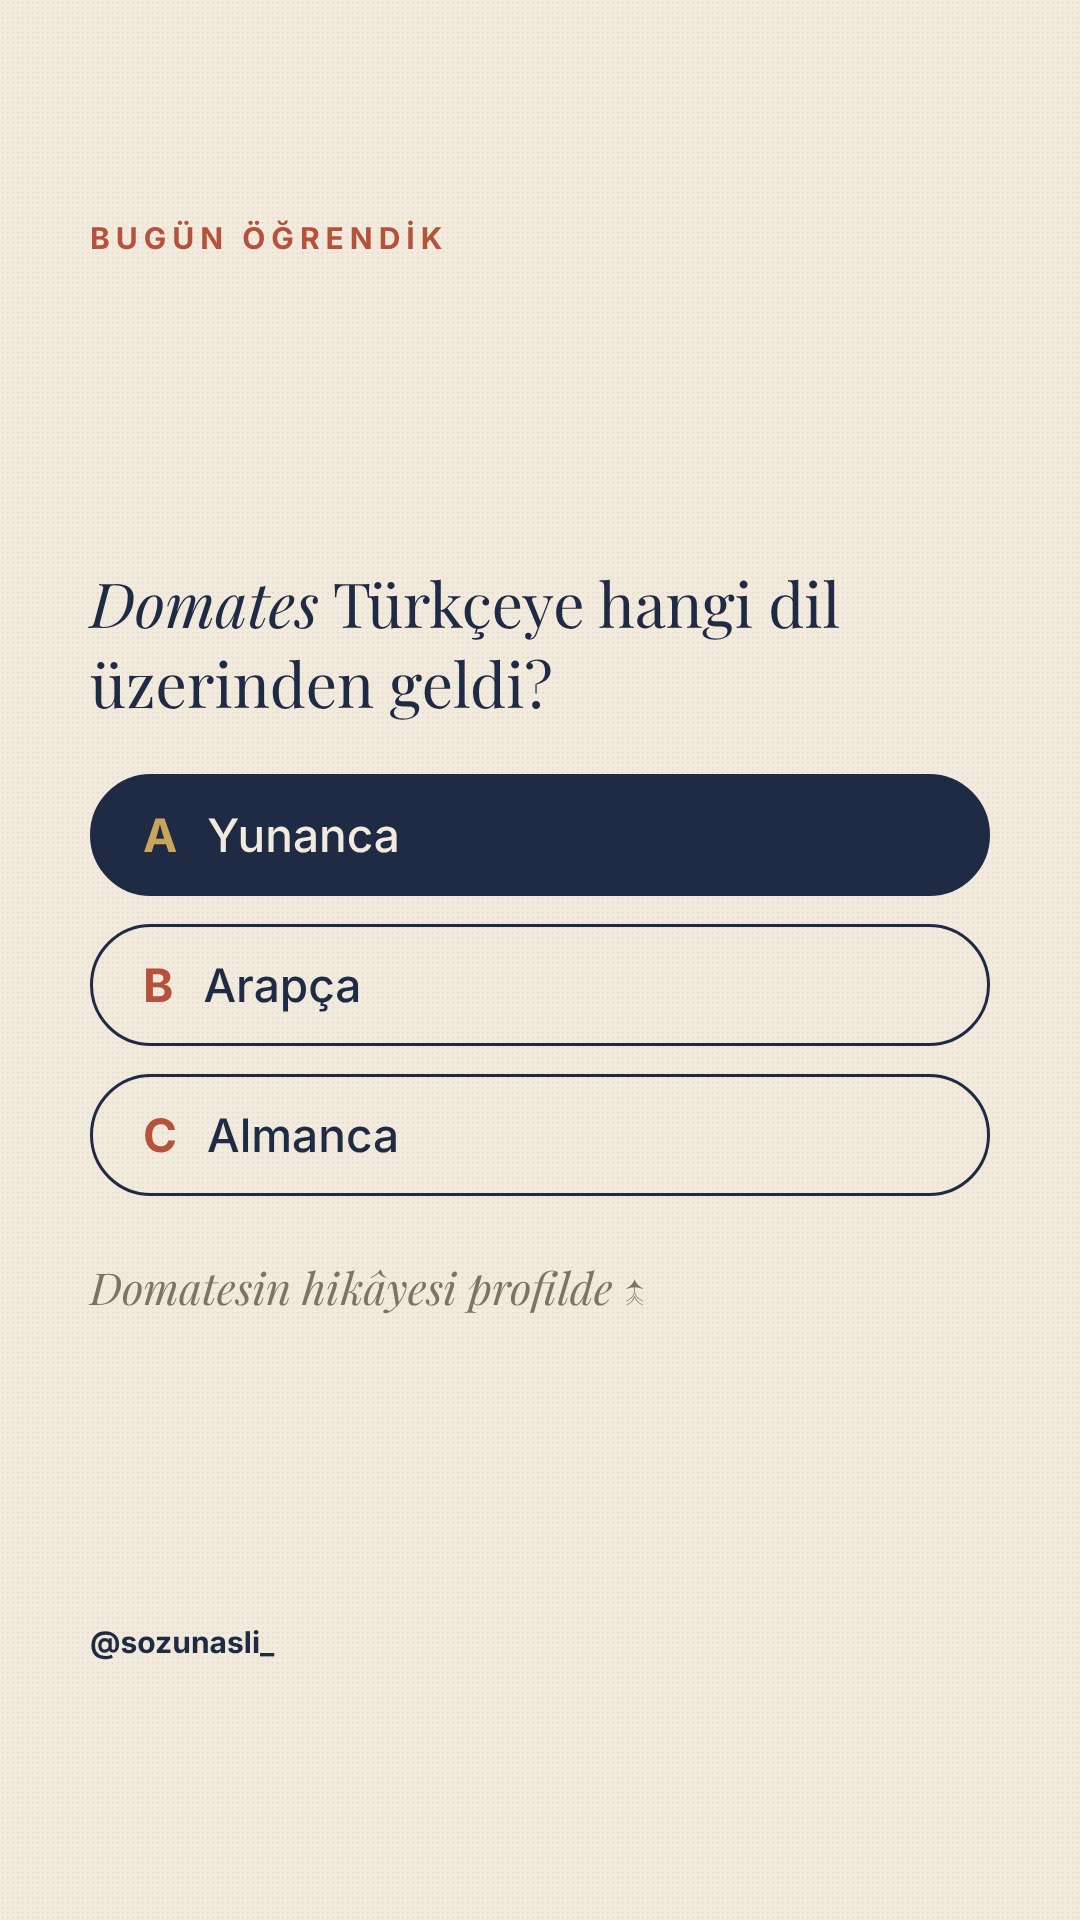 BUGÜN ÖĞRENDİK
Domates Türkçeye hangi dil
üzerinden geldi?
A Yunanca
B Arapça
C Almanca
Domatesin hikâyesi profilde
@sozunasli_